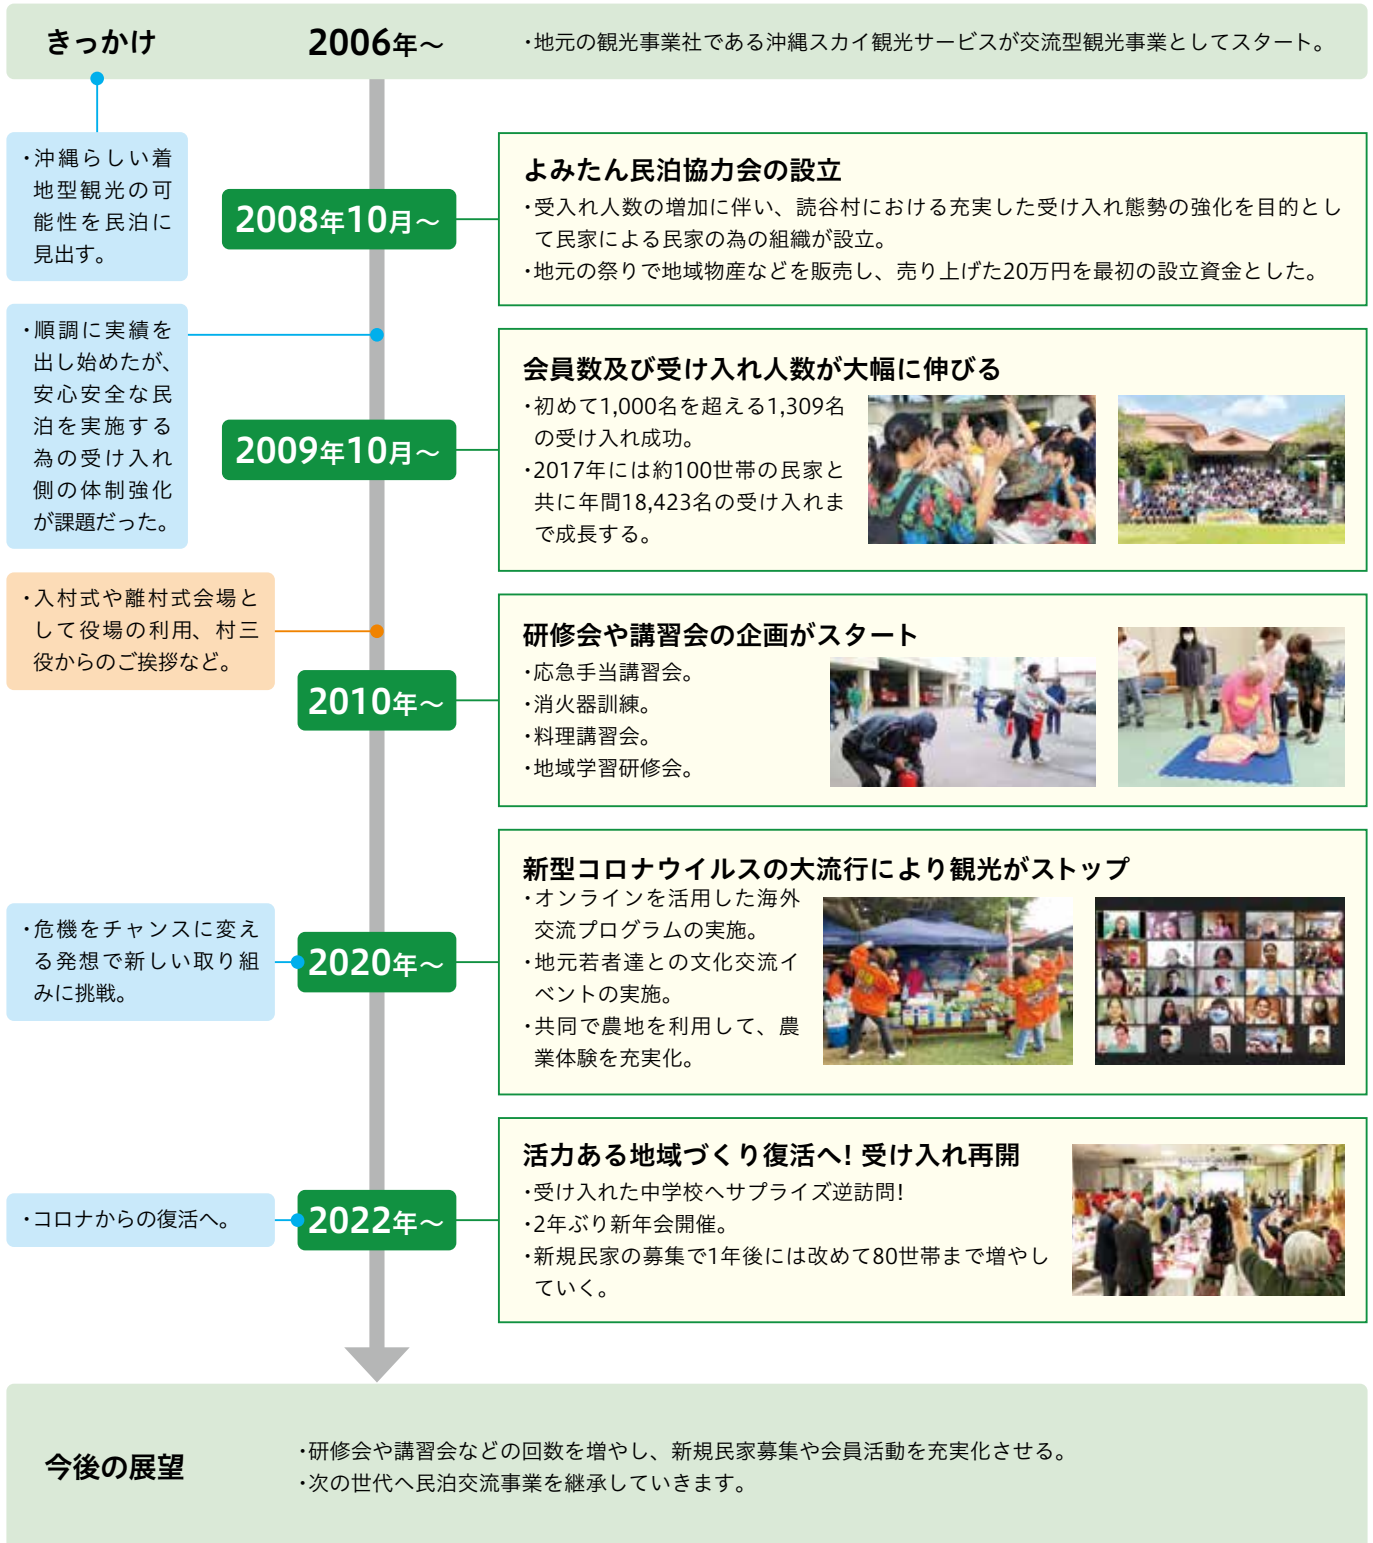 きっかけ
2006年～
・地元の観光事業社である沖縄スカイ観光サービスが交流型観光事業としてスタート。
・沖縄らしい着
地型観光の可
能性を民泊に
見出す。
2008年10月～
よみたん民泊協力会の設立
・受入れ人数の増加に伴い、読谷村における充実した受け入れ態勢の強化を目的とし
て民家による民家の為の組織が設立。
・地元の祭りで地域物産などを販売し、売り上げた20万円を最初の設立資金とした。
・順調に実績を
出し始めたが、
安心安全な民
泊を実施する
為の受け入れ
側の体制強化
が課題だった。
2009年10月～
会員数及び受け入れ人数が大幅に伸びる
・初めて1,000名を超える1,309名
の受け入れ成功。
・2017年には約100世帯の民家と
共に年間18,423名の受け入れま
で成長する。
・入村式や離村式会場と
して役場の利用、村三
役からのご挨拶など。
2010年～
研修会や講習会の企画がスタート
・応急手当講習会。
・消火器訓練。
・料理講習会。
・地域学習研修会。
・危機をチャンスに変え
る発想で新しい取り組
みに挑戦。
2020年～
新型コロナウイルスの大流行により観光がストップ
・オンラインを活用した海外
交流プログラムの実施。
・地元若者達との文化交流イ
ベントの実施。
・共同で農地を利用して、農
業体験を充実化。
・コロナからの復活へ。
2022年～
活力ある地域づくり復活へ! 受け入れ再開
・受け入れた中学校へサプライズ逆訪問!
・2年ぶり新年会開催。
・新規民家の募集で1年後には改めて80世帯まで増やし
ていく。
今後の展望
・研修会や講習会などの回数を増やし、新規民家募集や会員活動を充実化させる。
・次の世代へ民泊交流事業を継承していきます。